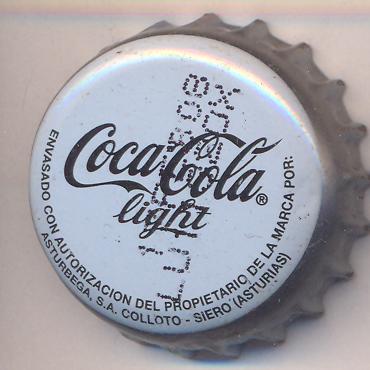 Coca-Cola®
light
ENVASADO CON AUTORIZACION DEL PROPIETARIO DE LA MARCA POR:
ASTURBEGA, S.A. COLLOTO - SIERO (ASTURIAS)